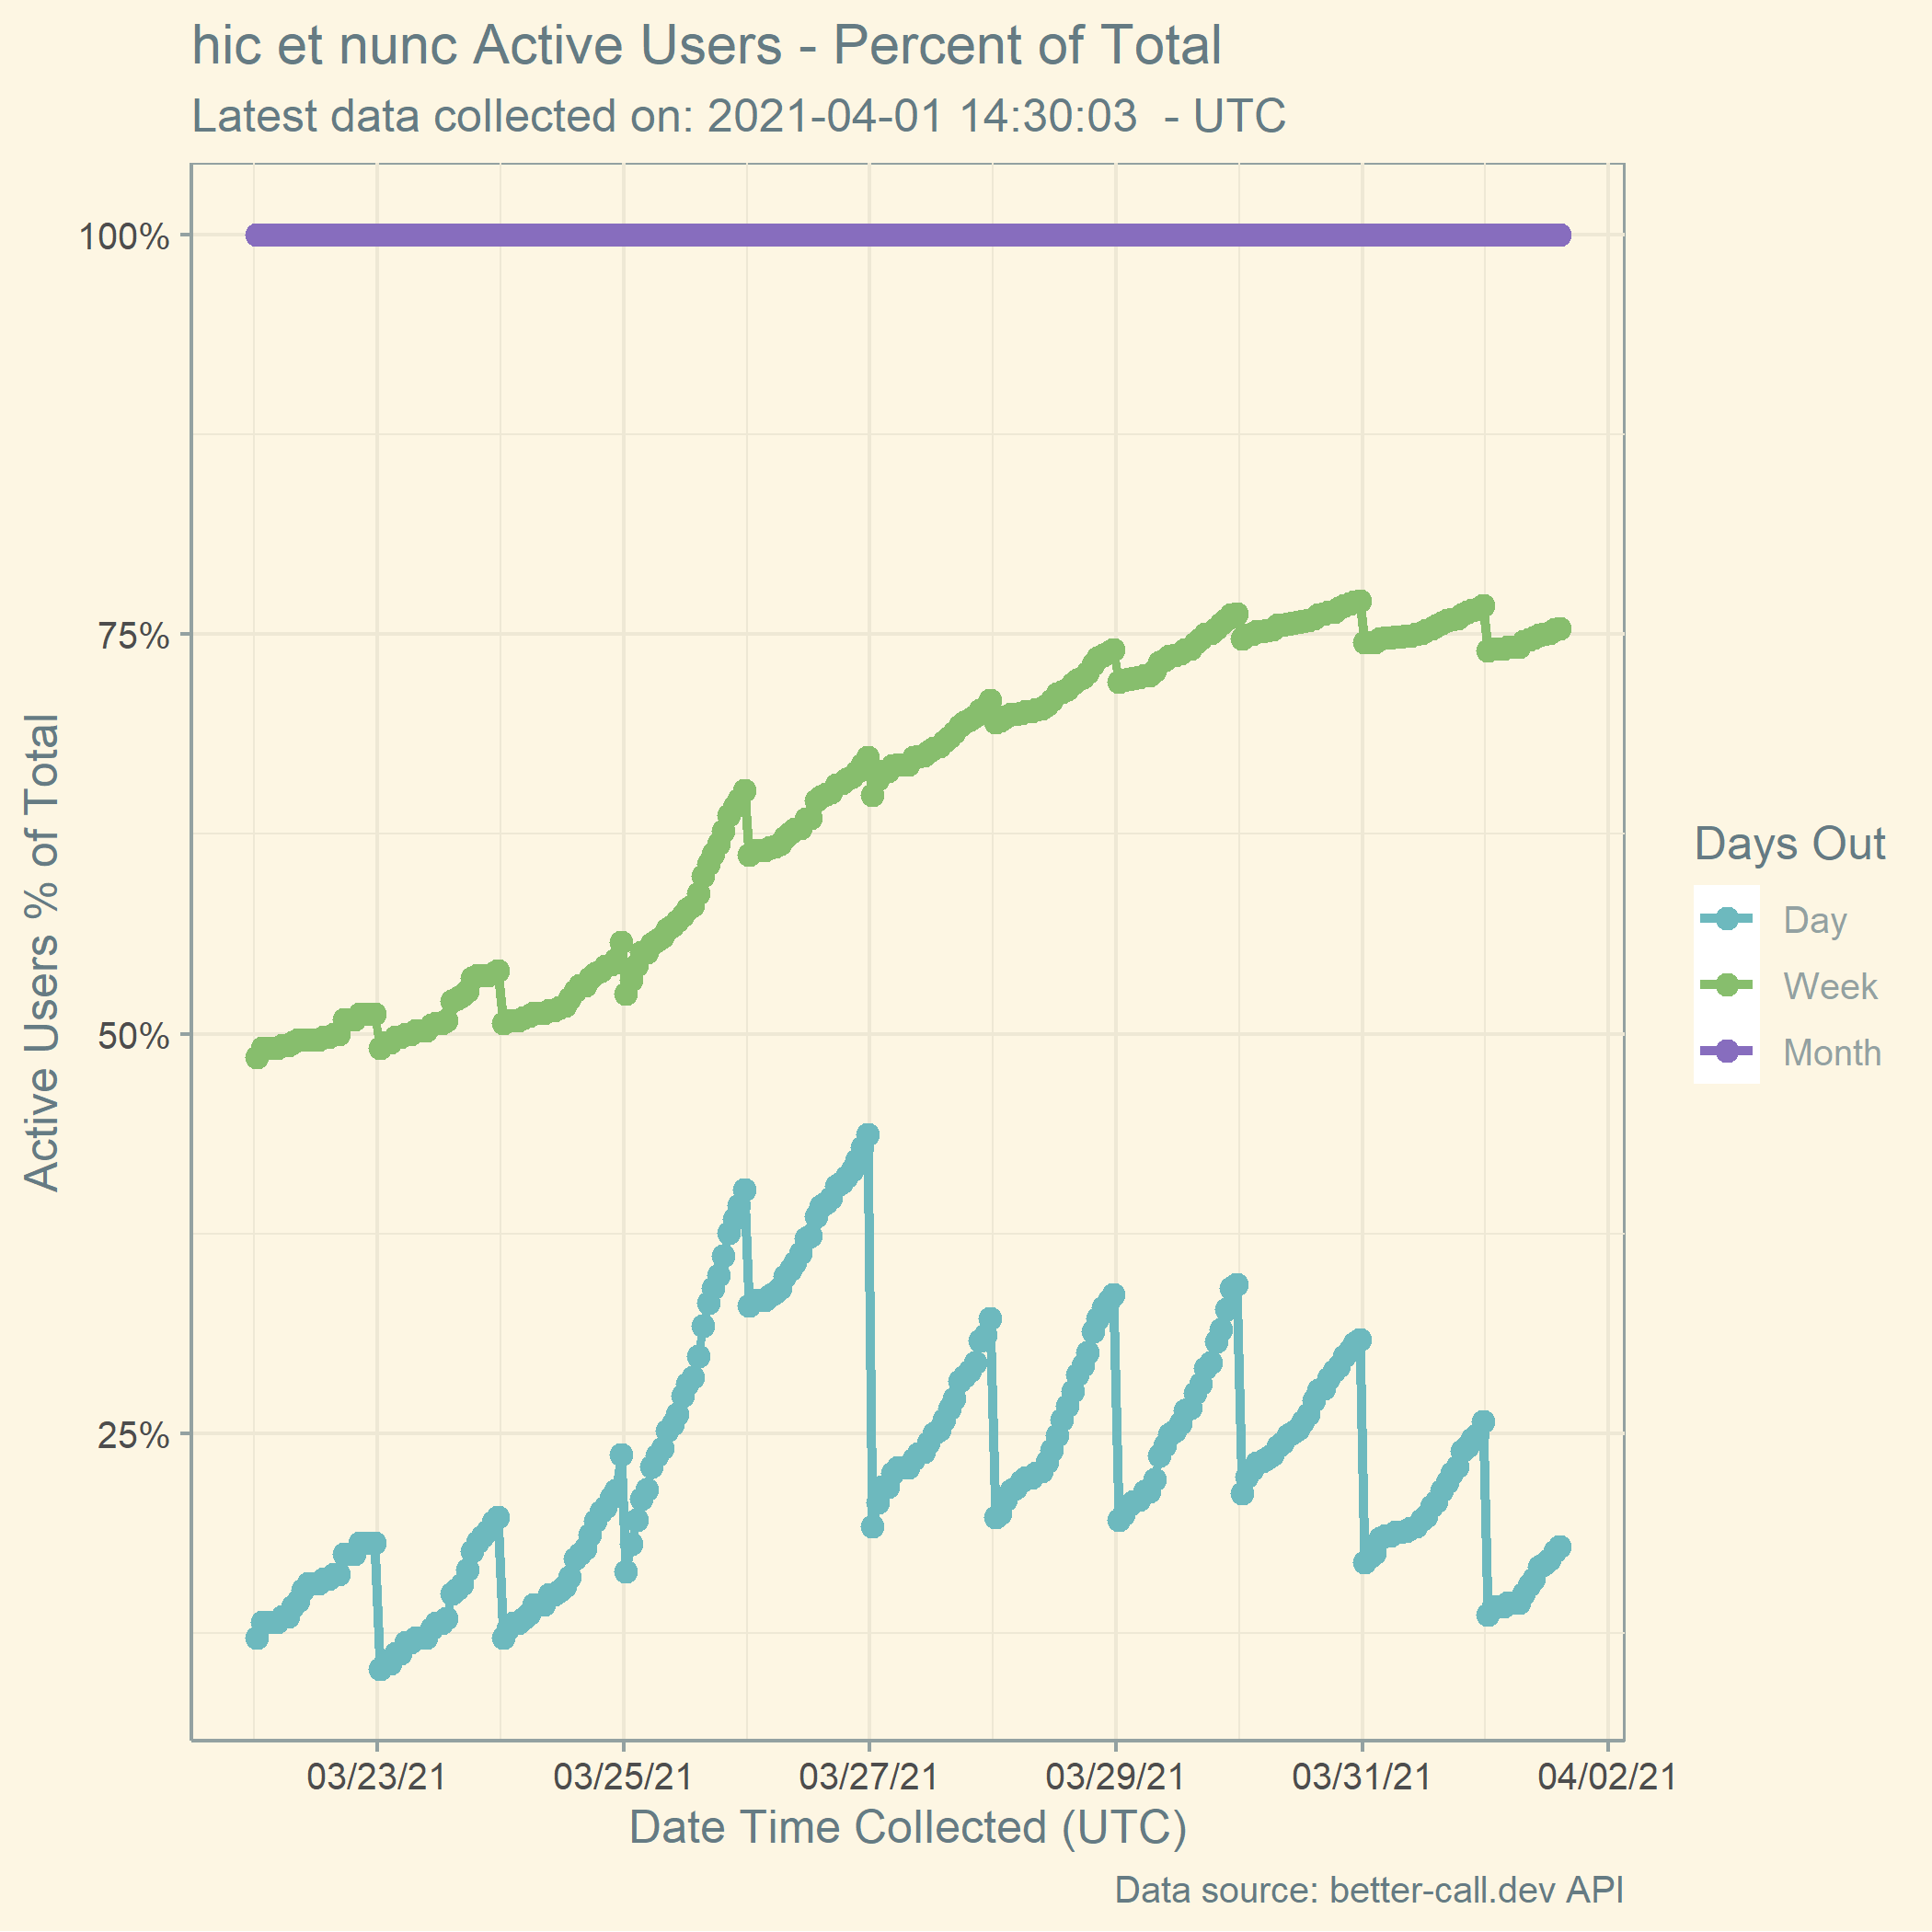 hic et nunc Active Users - Percent of Total
Latest data collected on: 2021-04-01 14:30:03  - UTC
Active Users % of Total
100%
75%
50%
25%
Days Out
Day
Week
Month
03/23/21
03/25/21
03/27/21
03/29/21
03/31/21
04/02/21
Date Time Collected (UTC)
Data source: better-call.dev API